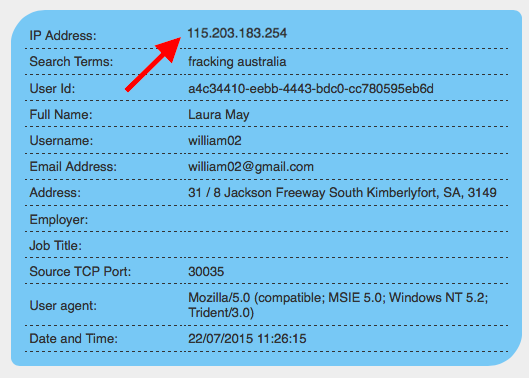 IP Address: 115.203.183.254
Search Terms: fracking australia
User Id: a4c34410-eebb-4443-bdc0-cc780595eb6d
Full Name: Laura May
Username: william02
Email Address: william02@gmail.com
Address: 31 / 8 Jackson Freeway South Kimberlyfort, SA, 3149
Employer:
Job Title:
Source TCP Port: 30035
User agent: Mozilla/5.0 (compatible; MSIE 5.0; Windows NT 5.2;
Trident/3.0)
Date and Time: 22/07/2015 11:26:15